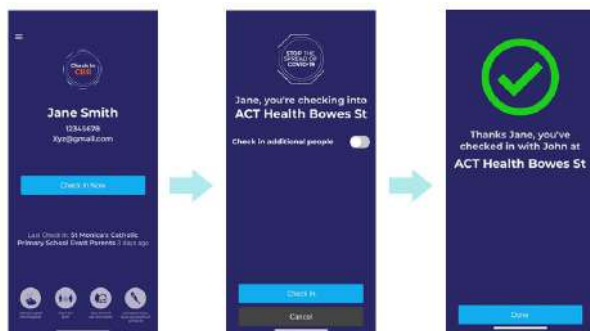 Check In
CBR
Jane Smith
12345678
Xyz@gmail.com
Check In Now
Last Check In: St Monica's Catholic
Primary School Evatt Parents 3 days ago
STOP THE
SPREAD OF
COVID-19
Jane, you're checking into
ACT Health Bowes St
Check in additional people
Check In
Cancel
Thanks Jane, you've
checked in with John at
ACT Health Bowes St
Done